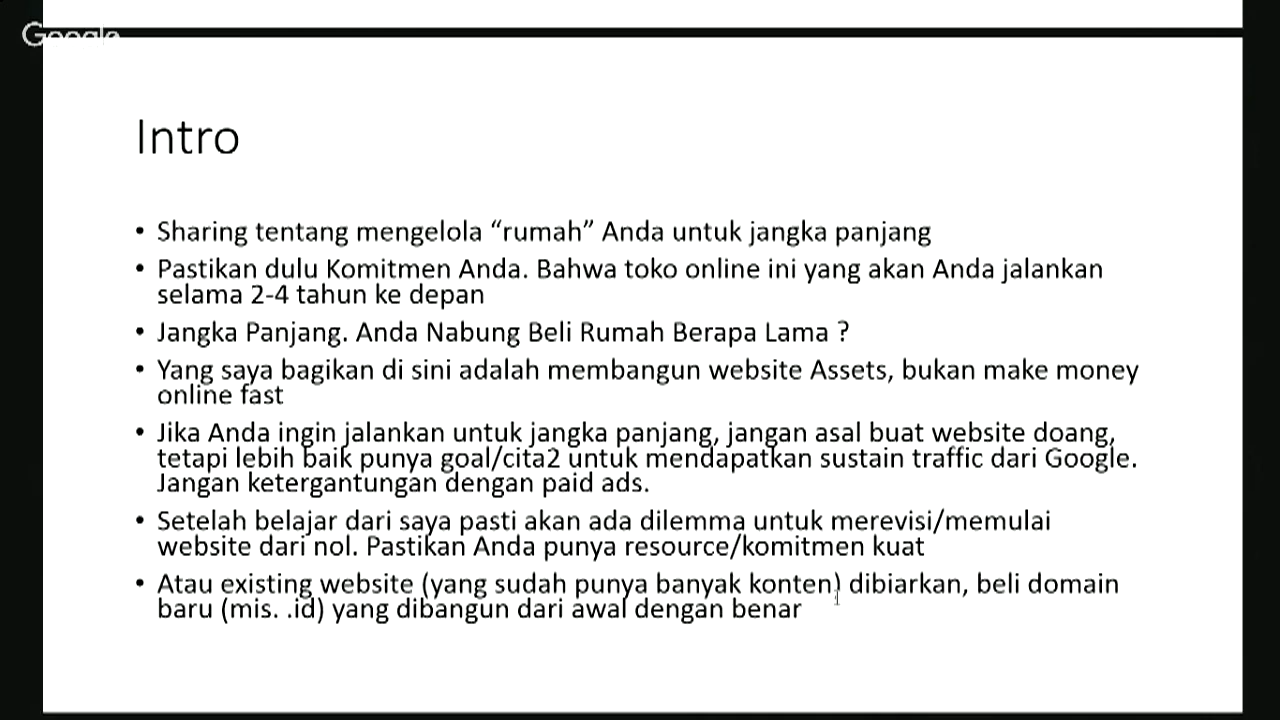 Google
Intro
• Sharing tentang mengelola “rumah” Anda untuk jangka panjang
• Pastikan dulu Komitmen Anda. Bahwa toko online ini yang akan Anda jalankan
selama 2-4 tahun ke depan
• Jangka Panjang. Anda Nabung Beli Rumah Berapa Lama ?
• Yang saya bagikan di sini adalah membangun website Assets, bukan make money
online fast
• Jika Anda ingin jalankan untuk jangka panjang, jangan asal buat website doang,
tetapi lebih baik punya goal/cita2 untuk mendapatkan sustain traffic dari Google.
Jangan ketergantungan dengan paid ads.
• Setelah belajar dari saya pasti akan ada dilemma untuk merevisi/memulai
website dari nol. Pastikan Anda punya resource/komitmen kuat
• Atau existing website (yang sudah punya banyak konten) dibiarkan, beli domain
baru (mis. .id) yang dibangun dari awal dengan benar